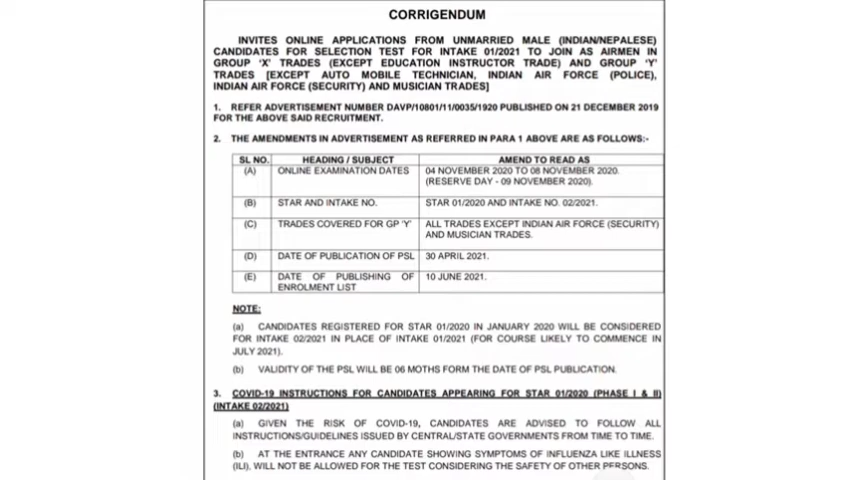 CORRIGENDUM
INVITES ONLINE APPLICATIONS FROM UNMARRIED MALE (INDIAN/NEPALESE)
CANDIDATES FOR SELECTION TEST FOR INTAKE 01/2021 TO JOIN AS AIRMEN IN
GROUP ‘X’ TRADES (EXCEPT EDUCATION INSTRUCTOR TRADE) AND GROUP ‘Y’
TRADES [EXCEPT AUTO MOBILE TECHNICIAN, INDIAN AIR FORCE (POLICE),
INDIAN AIR FORCE (SECURITY) AND MUSICIAN TRADES]
1. REFER ADVERTISEMENT NUMBER DAVP/10801/11/0035/1920 PUBLISHED ON 21 DECEMBER 2019
FOR THE ABOVE SAID RECRUITMENT.
2. THE AMENDMENTS IN ADVERTISEMENT AS REFERRED IN PARA 1 ABOVE ARE AS FOLLOWS:-
SL NO. HEADING / SUBJECT AMEND TO READ AS
(A) ONLINE EXAMINATION DATES 04 NOVEMBER 2020 TO 08 NOVEMBER 2020.
(RESERVE DAY - 09 NOVEMBER 2020).
(B) STAR AND INTAKE NO. STAR 01/2020 AND INTAKE NO. 02/2021.
(C) TRADES COVERED FOR GP ‘Y’ ALL TRADES EXCEPT INDIAN AIR FORCE (SECURITY)
AND MUSICIAN TRADES.
(D) DATE OF PUBLICATION OF PSL 30 APRIL 2021.
(E) DATE OF PUBLISHING OF 10 JUNE 2021.
ENROLMENT LIST
NOTE:
(a) CANDIDATES REGISTERED FOR STAR 01/2020 IN JANUARY 2020 WILL BE CONSIDERED
FOR INTAKE 02/2021 IN PLACE OF INTAKE 01/2021 (FOR COURSE LIKELY TO COMMENCE IN
JULY 2021).
(b) VALIDITY OF THE PSL WILL BE 06 MOTHS FORM THE DATE OF PSL PUBLICATION.
3. COVID-19 INSTRUCTIONS FOR CANDIDATES APPEARING FOR STAR 01/2020 (PHASE I & II)
(INTAKE 02/2021)
(a) GIVEN THE RISK OF COVID-19, CANDIDATES ARE ADVISED TO FOLLOW ALL
INSTRUCTIONS/GUIDELINES ISSUED BY CENTRAL/STATE GOVERNMENTS FROM TIME TO TIME.
(b) AT THE ENTRANCE ANY CANDIDATE SHOWING SYMPTOMS OF INFLUENZA LIKE ILLNESS
(ILI), WILL NOT BE ALLOWED FOR THE TEST CONSIDERING THE SAFETY OF OTHER PERSONS.